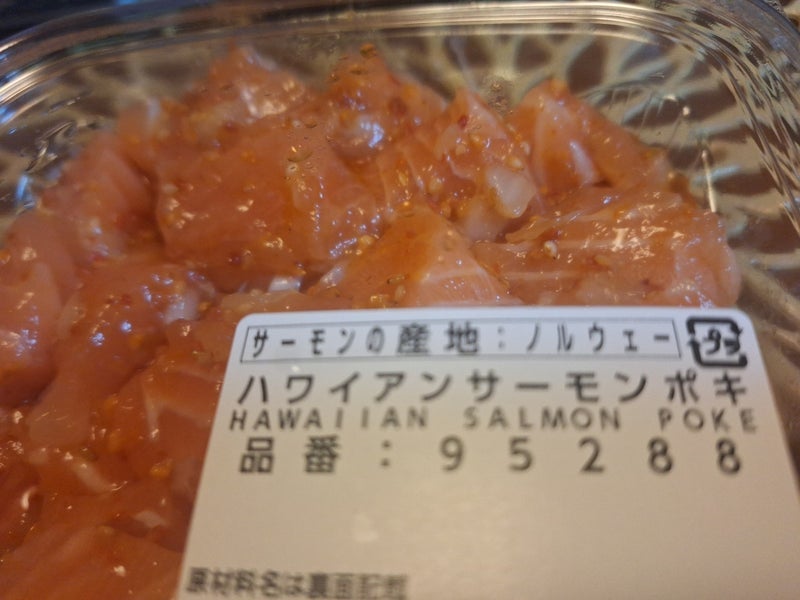 サーモンの産地：ノルウェー
プラ
ハワイアンサーモンポキ
HAWAIIAN SALMON POKE
品番：95288
原材料名は裏面記載